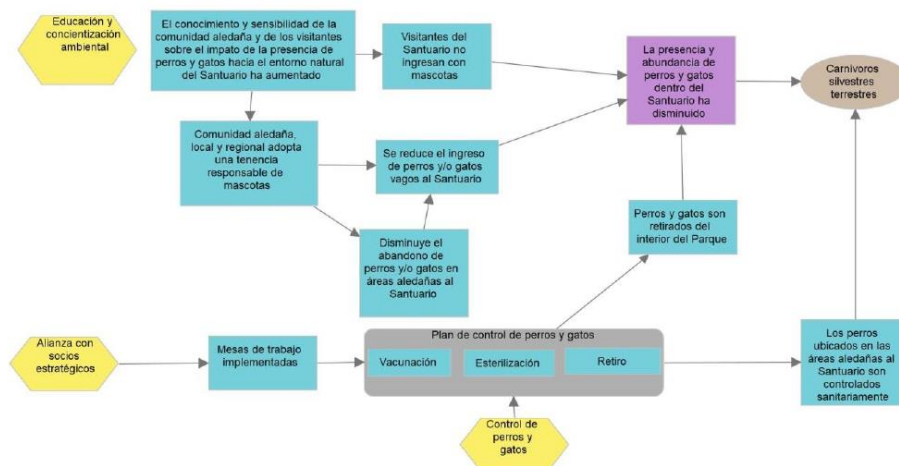 Educación y
concientización
ambiental
El conocimiento y sensibilidad de la
comunidad aledaña y de los visitantes
sobre el impato de la presencia de
perros y gatos hacia el entorno natural
del Santuario ha aumentado
Visitantes del
Santuario no
ingresan con
mascotas
La presencia y
abundancia de
perros y gatos
dentro del
Santuario ha
disminuido
Carnívoros
silvestres
terrestres
Comunidad aledaña,
local y regional adopta
una tenencia
responsable de
mascotas
Se reduce el ingreso
de perros y/o gatos
vagos al Santuario
Disminuye el
abandono de
perros y/o gatos en
áreas aledañas al
Santuario
Perros y gatos son
retirados del
interior del Parque
Alianza con
socios
estratégicos
Mesas de trabajo
implementadas
Plan de control de perros y gatos
Vacunación
Esterilización
Retiro
Los perros
ubicados en las
áreas aledañas al
Santuario son
controlados
sanitariamente
Control de
perros y
gatos